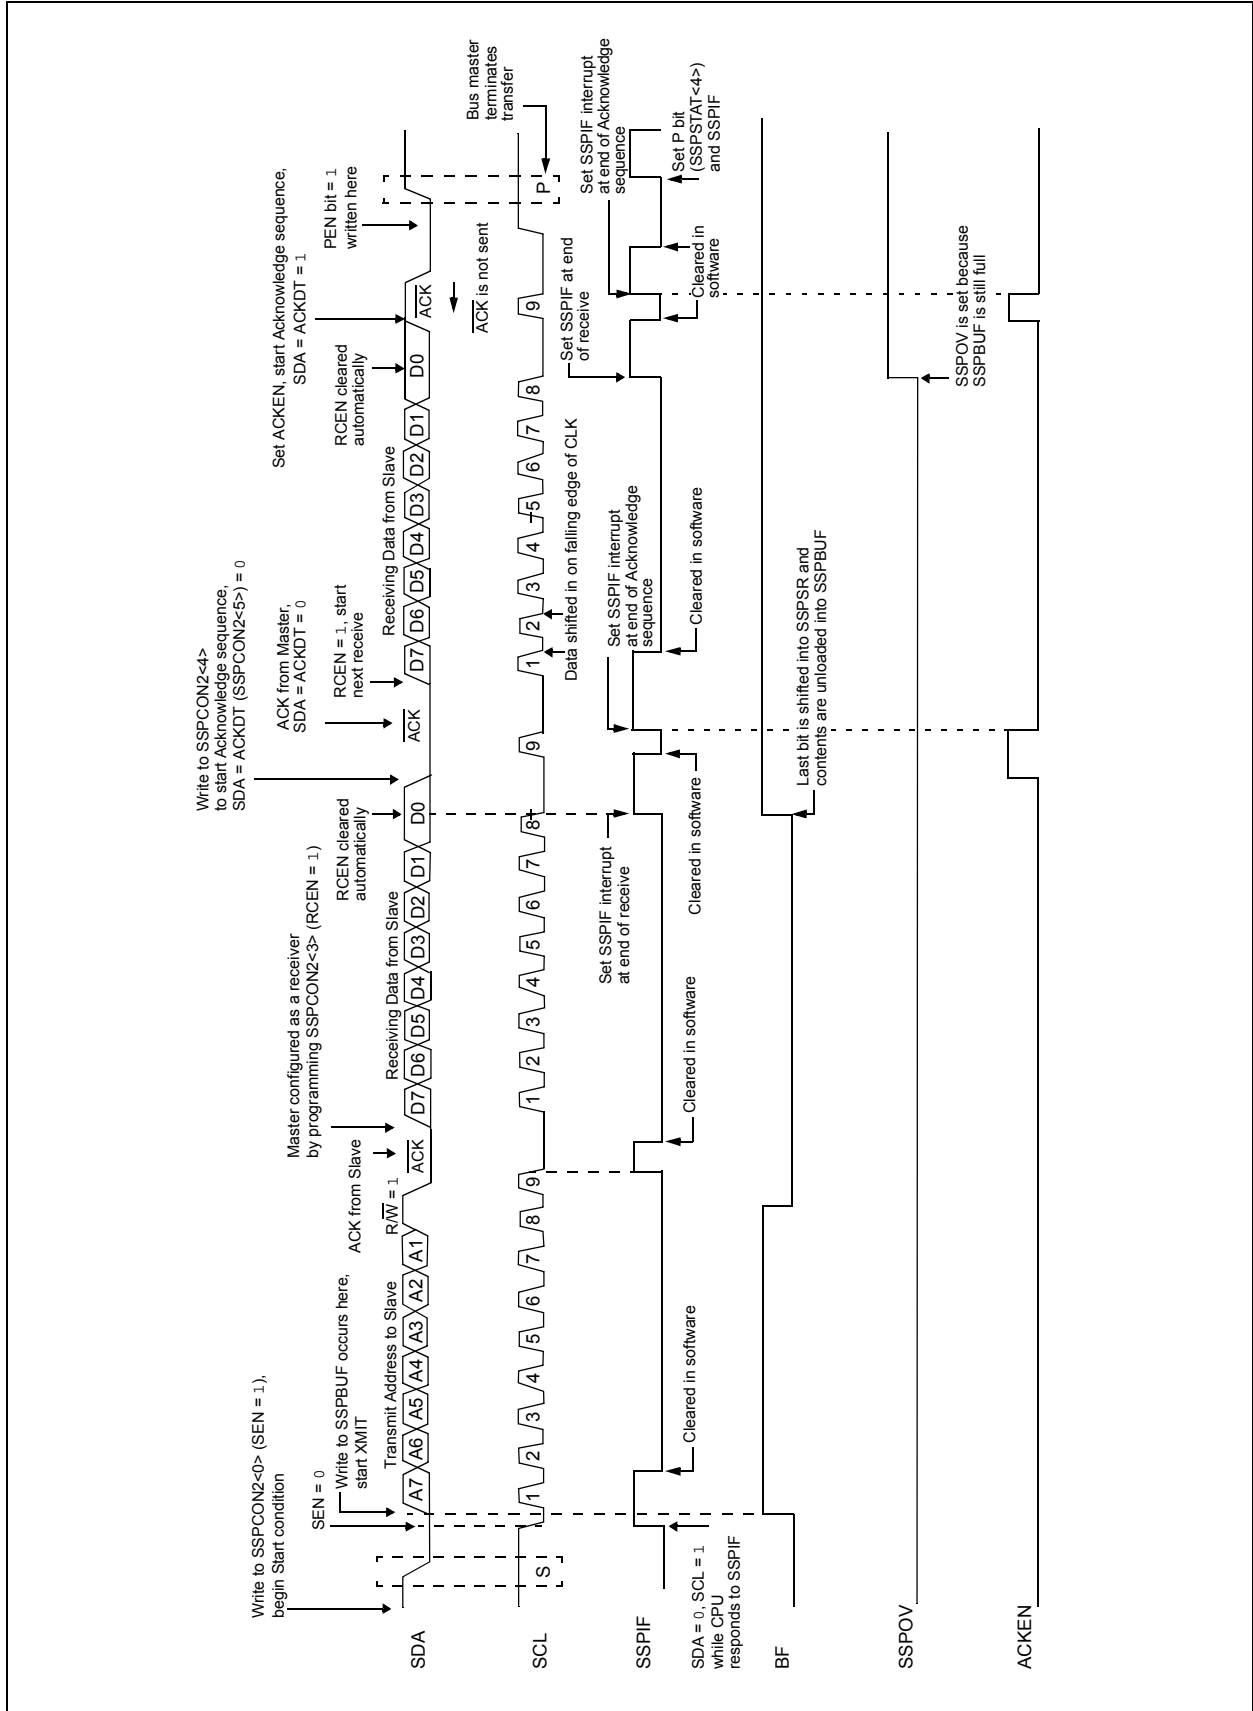 Write to SSPCON2<0> (SEN = 1),
begin Start condition
SEN = 0
Write to SSPBUF occurs here,
start XMIT
ACK from Slave
Master configured as a receiver
by programming SSPCON2<3> (RCEN = 1)
RCEN cleared
automatically
Write to SSPCON2<4>
to start Acknowledge sequence,
SDA = ACKDT (SSPCON2<5>) = 0
ACK from Master,
SDA = ACKDT = 0
RCEN = 1, start
next receive
RCEN cleared
automatically
Set ACKEN, start Acknowledge sequence,
SDA = ACKDT = 1
PEN bit = 1
written here
Transmit Address to Slave
R/W = 1
Receiving Data from Slave
Receiving Data from Slave
SDA
A7 A6 A5 A4 A3 A2 A1 ACK D7 D6 D5 D4 D3 D2 D1 D0 ACK D7 D6 D5 D4 D3 D2 D1 D0 ACK
ACK is not sent
Bus master
terminates
transfer
SCL
S 1 2 3 4 5 6 7 8 9 1 2 3 4 5 6 7 8 9 1 2 3 4 5 6 7 8 9 P
Data shifted in on falling edge of CLK
Set SSPIF interrupt
at end of receive
Set SSPIF interrupt
at end of Acknowledge
sequence
Set SSPIF at end
of receive
Set SSPIF interrupt
at end of Acknowledge
sequence
SSPIF
SDA = 0, SCL = 1
while CPU
responds to SSPIF
Cleared in software
Cleared in software
Cleared in software
Cleared in software
Cleared in software
Cleared in
software
Set P bit
(SSPSTAT<4>)
and SSPIF
BF
Last bit is shifted into SSPSR and
contents are unloaded into SSPBUF
SSPOV
SSPOV is set because
SSPBUF is still full
ACKEN